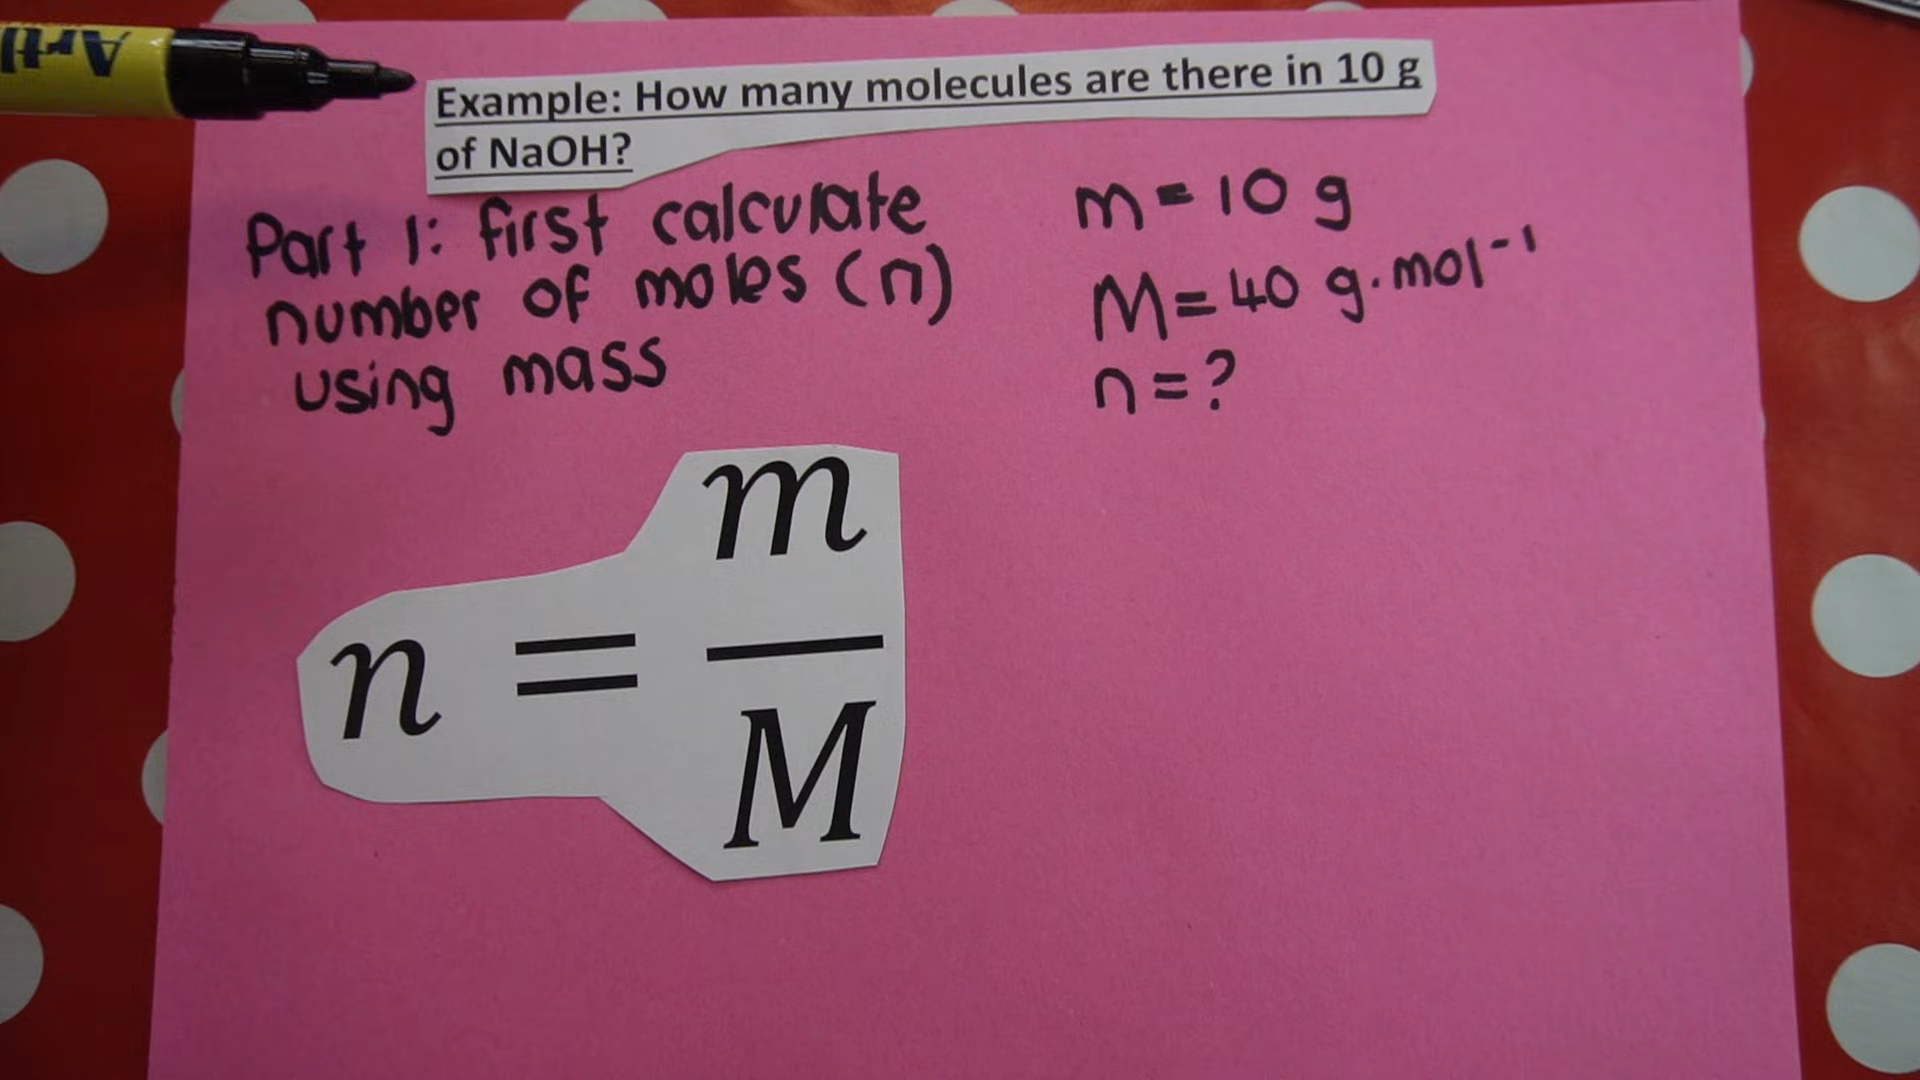 Example: How many molecules are there in 10 g
of NaOH?
Part 1: first calculate
number of moles (n)
using mass
m = 10 g
M = 40 g.mol⁻¹
n = ?
n = m/M